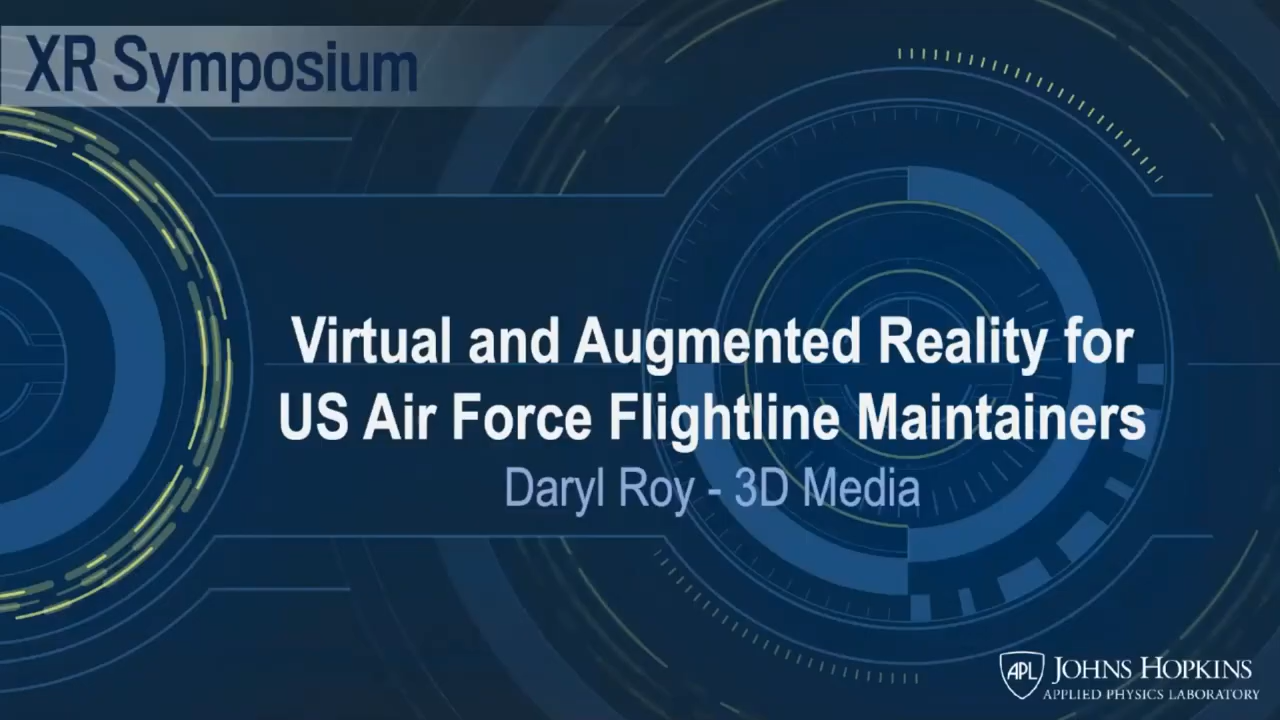 XR Symposium
Virtual and Augmented Reality for
US Air Force Flightline Maintainers
Daryl Roy - 3D Media
APL JOHNS HOPKINS
APPLIED PHYSICS LABORATORY